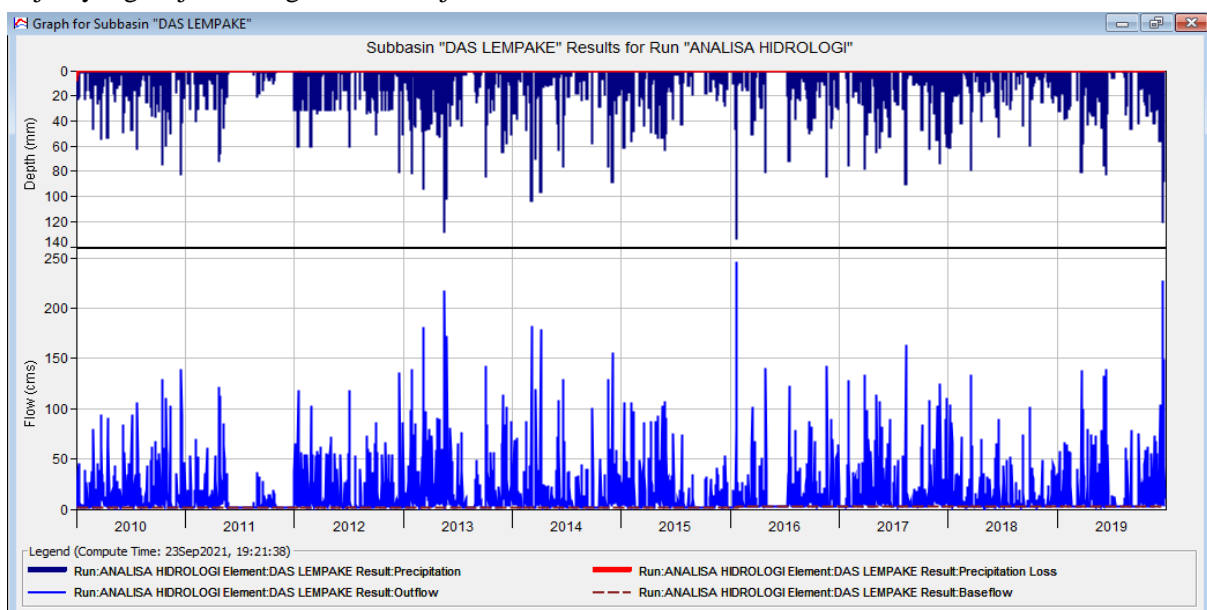 Graph for Subbasin "DAS LEMPAKE"
Subbasin "DAS LEMPAKE" Results for Run "ANALISA HIDROLOGI"
0
20
40
60
80
100
120
140
Depth (mm)
250
200
150
100
50
0
Flow (cms)
2010 2011 2012 2013 2014 2015 2016 2017 2018 2019
Legend (Compute Time: 23Sep2021, 19:21:38)
Run:ANALISA HIDROLOGI Element:DAS LEMPAKE Result:Precipitation Run:ANALISA HIDROLOGI Element:DAS LEMPAKE Result:Precipitation Loss
Run:ANALISA HIDROLOGI Element:DAS LEMPAKE Result:Outflow Run:ANALISA HIDROLOGI Element:DAS LEMPAKE Result:Baseflow